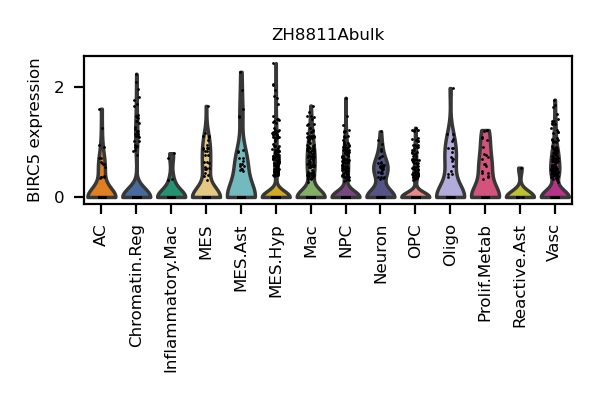 ZH8811Abulk
BIRC5 expression
2
0
AC
Chromatin.Reg
Inflammatory.Mac
MES
MES.Ast
MES.Hyp
Mac
NPC
Neuron
OPC
Oligo
Prolif.Metab
Reactive.Ast
Vasc